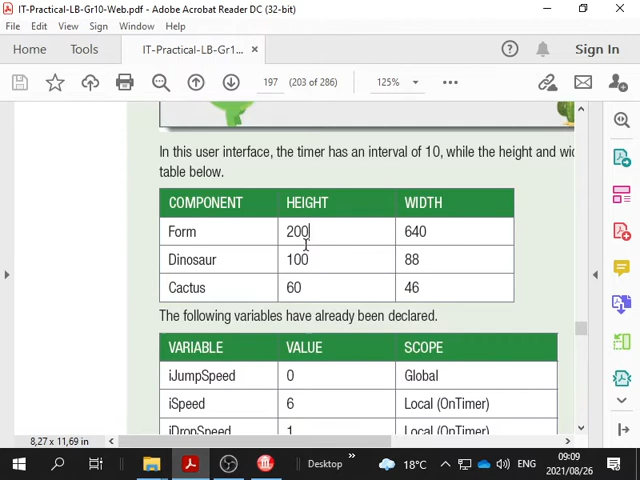 IT-Practical-LB-Gr10-Web.pdf - Adobe Acrobat Reader DC (32-bit)
File Edit View Sign Window Help
Home Tools IT-Practical-LB-Gr1... × ? Sign In
197 (203 of 286) 125%
In this user interface, the timer has an interval of 10, while the height and wi
table below.
COMPONENT HEIGHT WIDTH
Form 200 640
Dinosaur 100 88
Cactus 60 46
The following variables have already been declared.
VARIABLE VALUE SCOPE
iJumpSpeed 0 Global
iSpeed 6 Local (OnTimer)
iDropSpeed 1 Local (OnTimer)
8,27 x 11,69 in
Desktop » 18°C ENG 09:09
2021/08/26